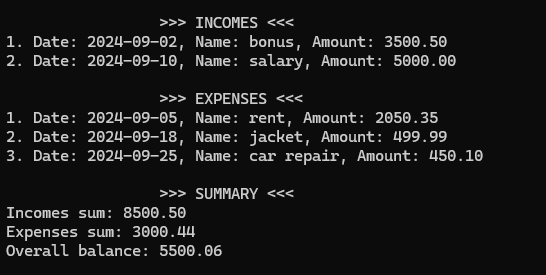 >>> INCOMES <<<
1. Date: 2024-09-02, Name: bonus, Amount: 3500.50
2. Date: 2024-09-10, Name: salary, Amount: 5000.00
>>> EXPENSES <<<
1. Date: 2024-09-05, Name: rent, Amount: 2050.35
2. Date: 2024-09-18, Name: jacket, Amount: 499.99
3. Date: 2024-09-25, Name: car repair, Amount: 450.10
>>> SUMMARY <<<
Incomes sum: 8500.50
Expenses sum: 3000.44
Overall balance: 5500.06